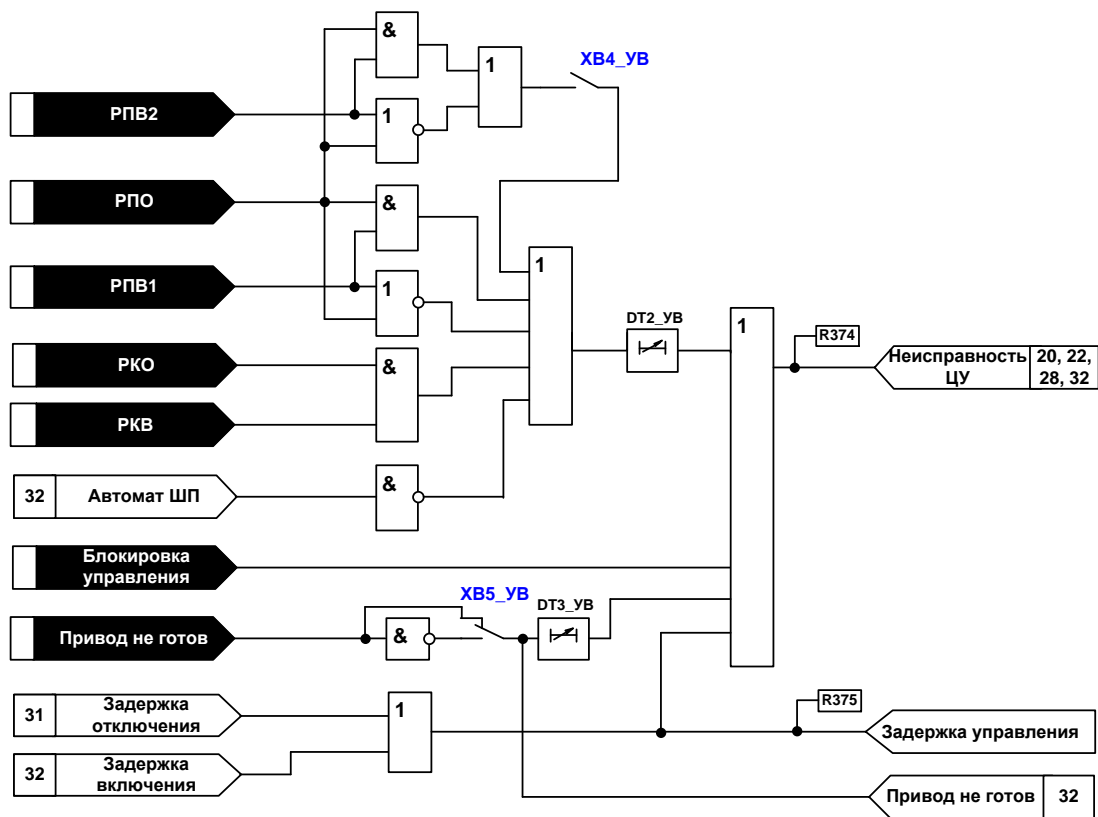 &
1
ХВ4_УВ
РПВ2
1
РПО
&
РПВ1
1
1
DT2_УВ
1
R374
Неисправность
ЦУ
20, 22,
28, 32
РКО
&
РКВ
32
Автомат ШП
&
Блокировка
управления
ХВ5_УВ
DT3_УВ
Привод не готов
&
31
Задержка
отключения
1
R375
Задержка управления
32
Задержка
включения
Привод не готов
32